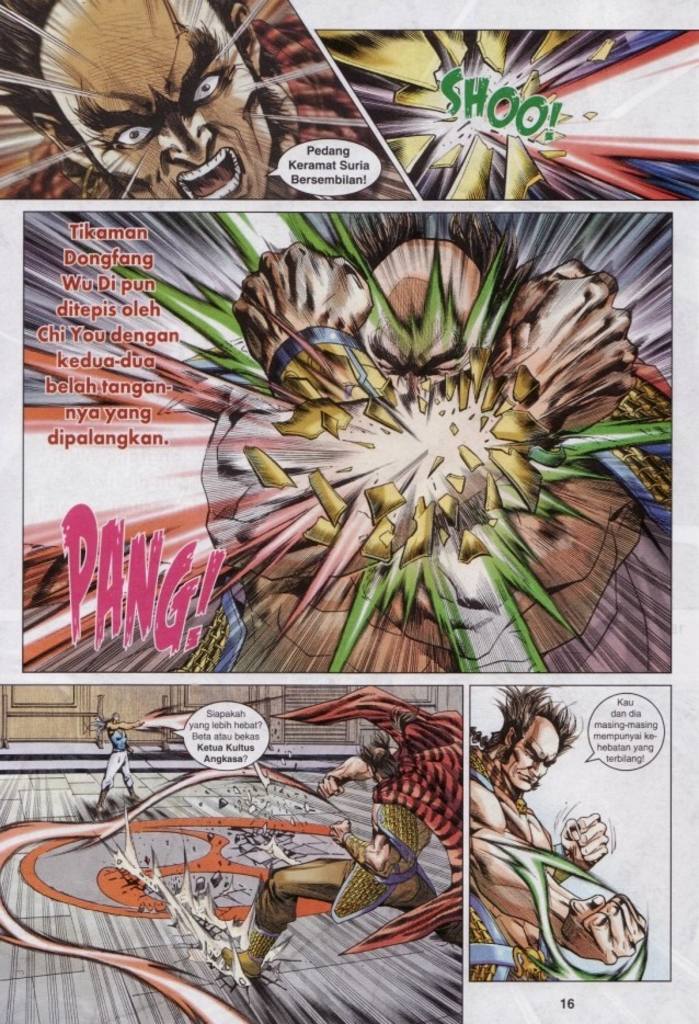 Pedang
Keramat Suria
Bersembilan!
SHOO!
Tikaman
Dongfang
Wu Di pun
ditepis oleh
Chi You dengan
kedua-dua
belah tangan-
nya yang
dipalangkan.
PANG!
Siapakah
yang lebih hebat?
Beta atau bekas
Ketua Kultus
Angkasa?
Kau
dan dia
masing-masing
mempunyai ke-
hebatan yang
terbilang!
16